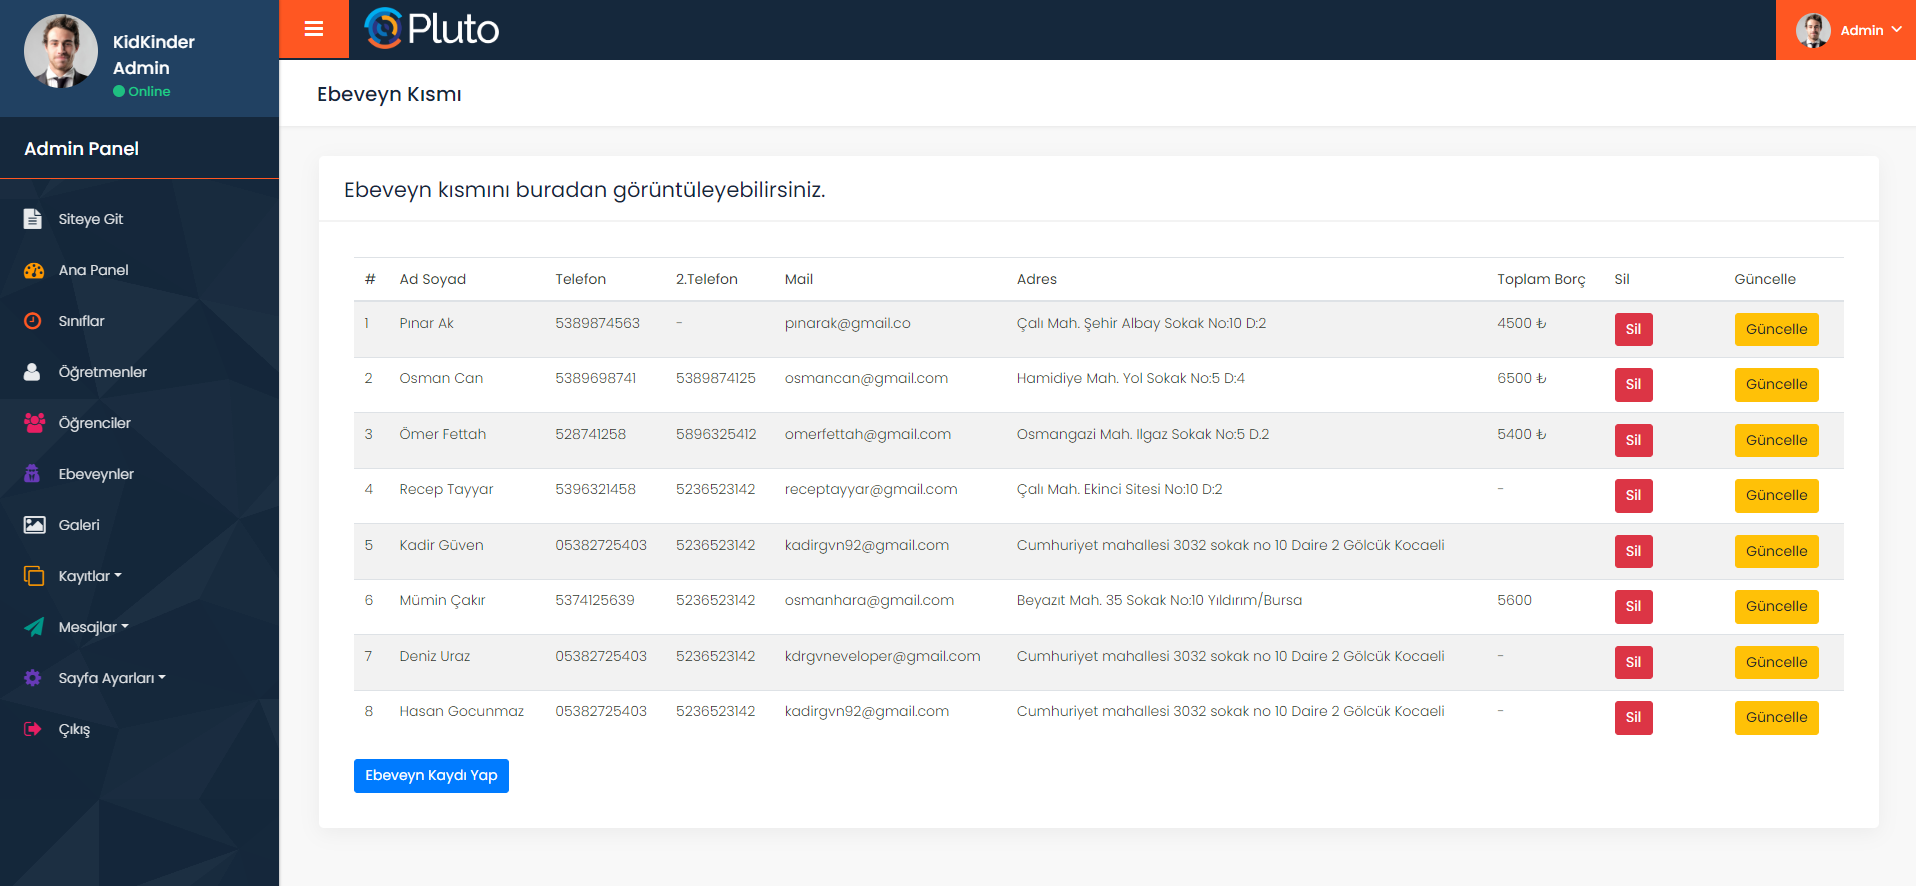 KidKinder
Admin
Online
Admin Panel
Siteye Git
Ana Panel
Sınıflar
Öğretmenler
Öğrenciler
Ebeveynler
Galeri
Kayıtlar
Mesajlar
Sayfa Ayarları
Çıkış
Pluto
Admin
Ebeveyn Kısmı
Ebeveyn kısmını buradan görüntüleyebilirsiniz.
# Ad Soyad Telefon 2.Telefon Mail Adres Toplam Borç Sil Güncelle
1 Pınar Ak 5389874563 - pınarak@gmail.co Çalı Mah. Şehir Albay Sokak No:10 D:2 4500 ₺ Sil Güncelle
2 Osman Can 5389698741 5389874125 osmancan@gmail.com Hamidiye Mah. Yol Sokak No:5 D:4 6500 ₺ Sil Güncelle
3 Ömer Fettah 528741258 5896325412 omerfettah@gmail.com Osmangazi Mah. Ilgaz Sokak No:5 D.2 5400 ₺ Sil Güncelle
4 Recep Tayyar 5396321458 5236523142 receptayyar@gmail.com Çalı Mah. Ekinci Sitesi No:10 D:2 - Sil Güncelle
5 Kadir Güven 05382725403 5236523142 kadirgvn92@gmail.com Cumhuriyet mahallesi 3032 sokak no 10 Daire 2 Gölcük Kocaeli Sil Güncelle
6 Mümin Çakır 5374125639 5236523142 osmanhara@gmail.com Beyazıt Mah. 35 Sokak No:10 Yıldırım/Bursa 5600 Sil Güncelle
7 Deniz Uraz 05382725403 5236523142 kdrgvneveloper@gmail.com Cumhuriyet mahallesi 3032 sokak no 10 Daire 2 Gölcük Kocaeli - Sil Güncelle
8 Hasan Gocunmaz 05382725403 5236523142 kadirgvn92@gmail.com Cumhuriyet mahallesi 3032 sokak no 10 Daire 2 Gölcük Kocaeli - Sil Güncelle
Ebeveyn Kaydı Yap